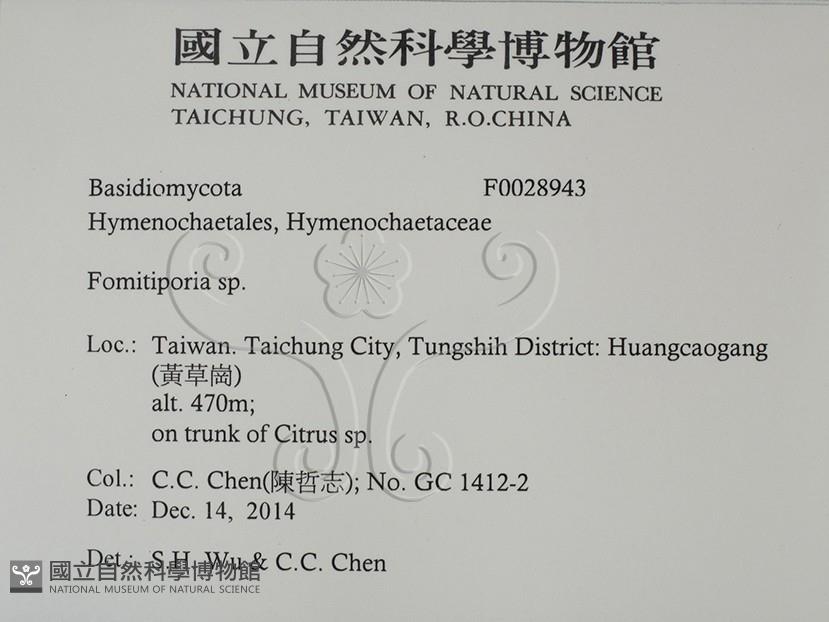 國立自然科學博物館
NATIONAL MUSEUM OF NATURAL SCIENCE
TAICHUNG, TAIWAN, R.O.CHINA
Basidiomycota F0028943
Hymenochaetales, Hymenochaetaceae
Fomitiporia sp.
Loc.: Taiwan. Taichung City, Tungshih District: Huangcaogang
(黃草崗)
alt. 470m;
on trunk of Citrus sp.
Col.: C.C. Chen(陳哲志); No. GC 1412-2
Date: Dec. 14, 2014
Det.: S.H. Wu & C.C. Chen
國立自然科學博物館
NATIONAL MUSEUM OF NATURAL SCIENCE